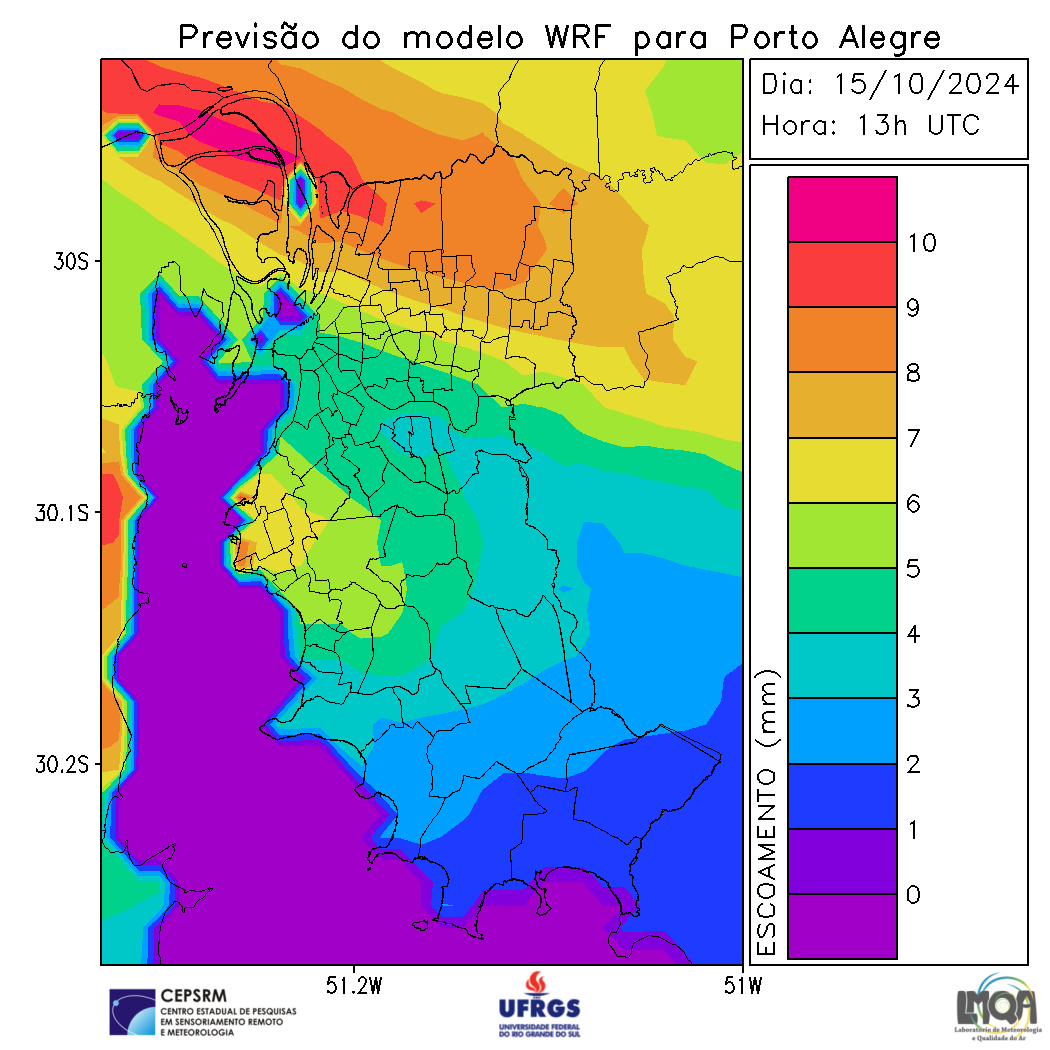 Previsão do modelo WRF para Porto Alegre
Dia: 15/10/2024
Hora: 13h UTC
30S
30.1S
30.2S
51.2W
51W
10
9
8
7
6
5
4
3
2
1
0
ESCOAMENTO (mm)
CEPSRM
CENTRO ESTADUAL DE PESQUISAS
EM SENSORIAMENTO REMOTO
E METEOROLOGIA
UFRGS
UNIVERSIDADE FEDERAL
DO RIO GRANDE DO SUL
LMQA
Laboratório de Meteorologia
e Qualidade do Ar